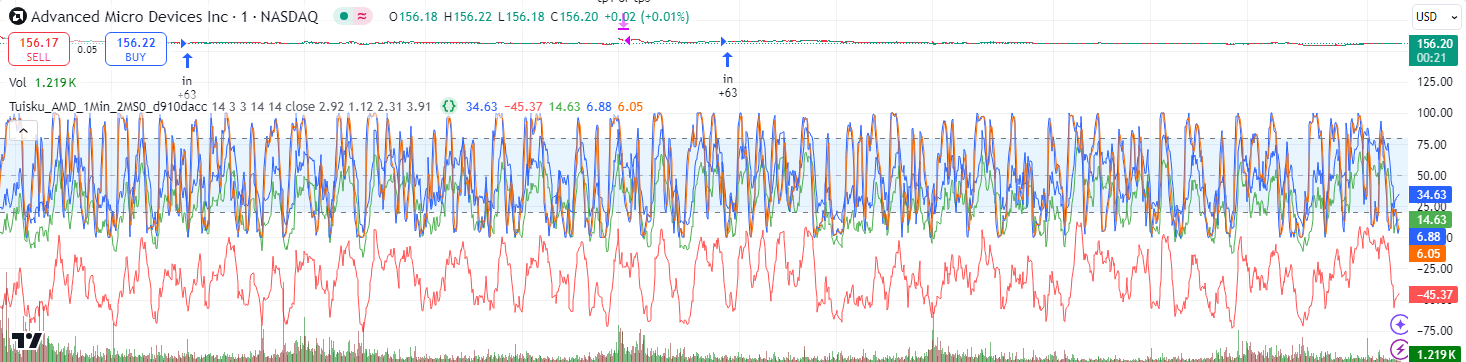 Advanced Micro Devices Inc · 1 · NASDAQ O156.18 H156.22 L156.18 C156.20 +0.02 (+0.01%)
USD
156.17
SELL
0.05
156.22
BUY
156.20
00:21
Vol 1.219K
in
+63
in
+63
125.00
Tuisku_AMD_1Min_2MS0_d910dacc 14 3 3 14 14 close 2.92 1.12 2.31 3.91 {} 34.63 −45.37 14.63 6.88 6.05
100.00
75.00
50.00
34.63
25.00
14.63
6.88
6.05
−25.00
−45.37
−75.00
1.219K